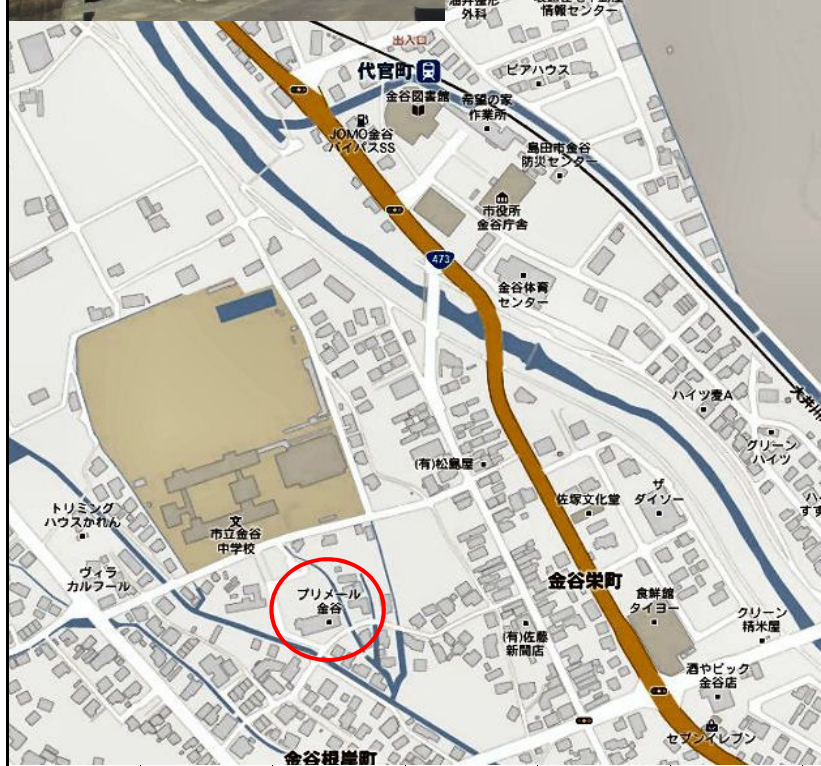 外科
情報センター
出入口
代官町
ピアハウス
金谷図書館
希望の家
作業所
JOMO金谷
バイパスSS
島田市金谷
防災センター
市役所
金谷庁舎
473
金谷体育
センター
ハイツ麦A
グリーン
ハイツ
(有)松島屋
佐塚文化堂
ザ
ダイソー
トリミング
ハウスかれん
文
市立金谷
中学校
ヴィラ
カルフール
プリメール
金谷
金谷栄町
食鮮館
タイヨー
クリーン
精米屋
(有)佐藤
新聞店
酒やビック
金谷店
セブンイレブン
金谷根岸町